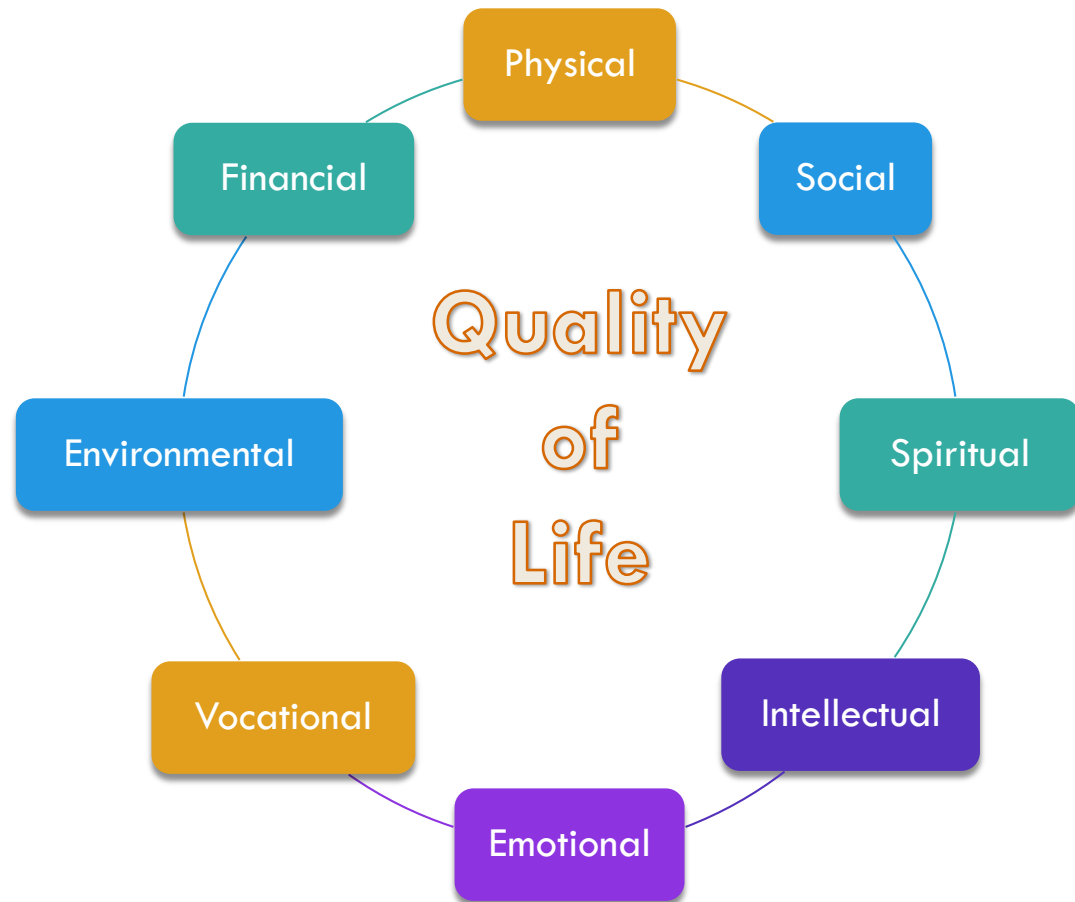 Physical
Social
Spiritual
Intellectual
Emotional
Vocational
Environmental
Financial
Quality
of
Life